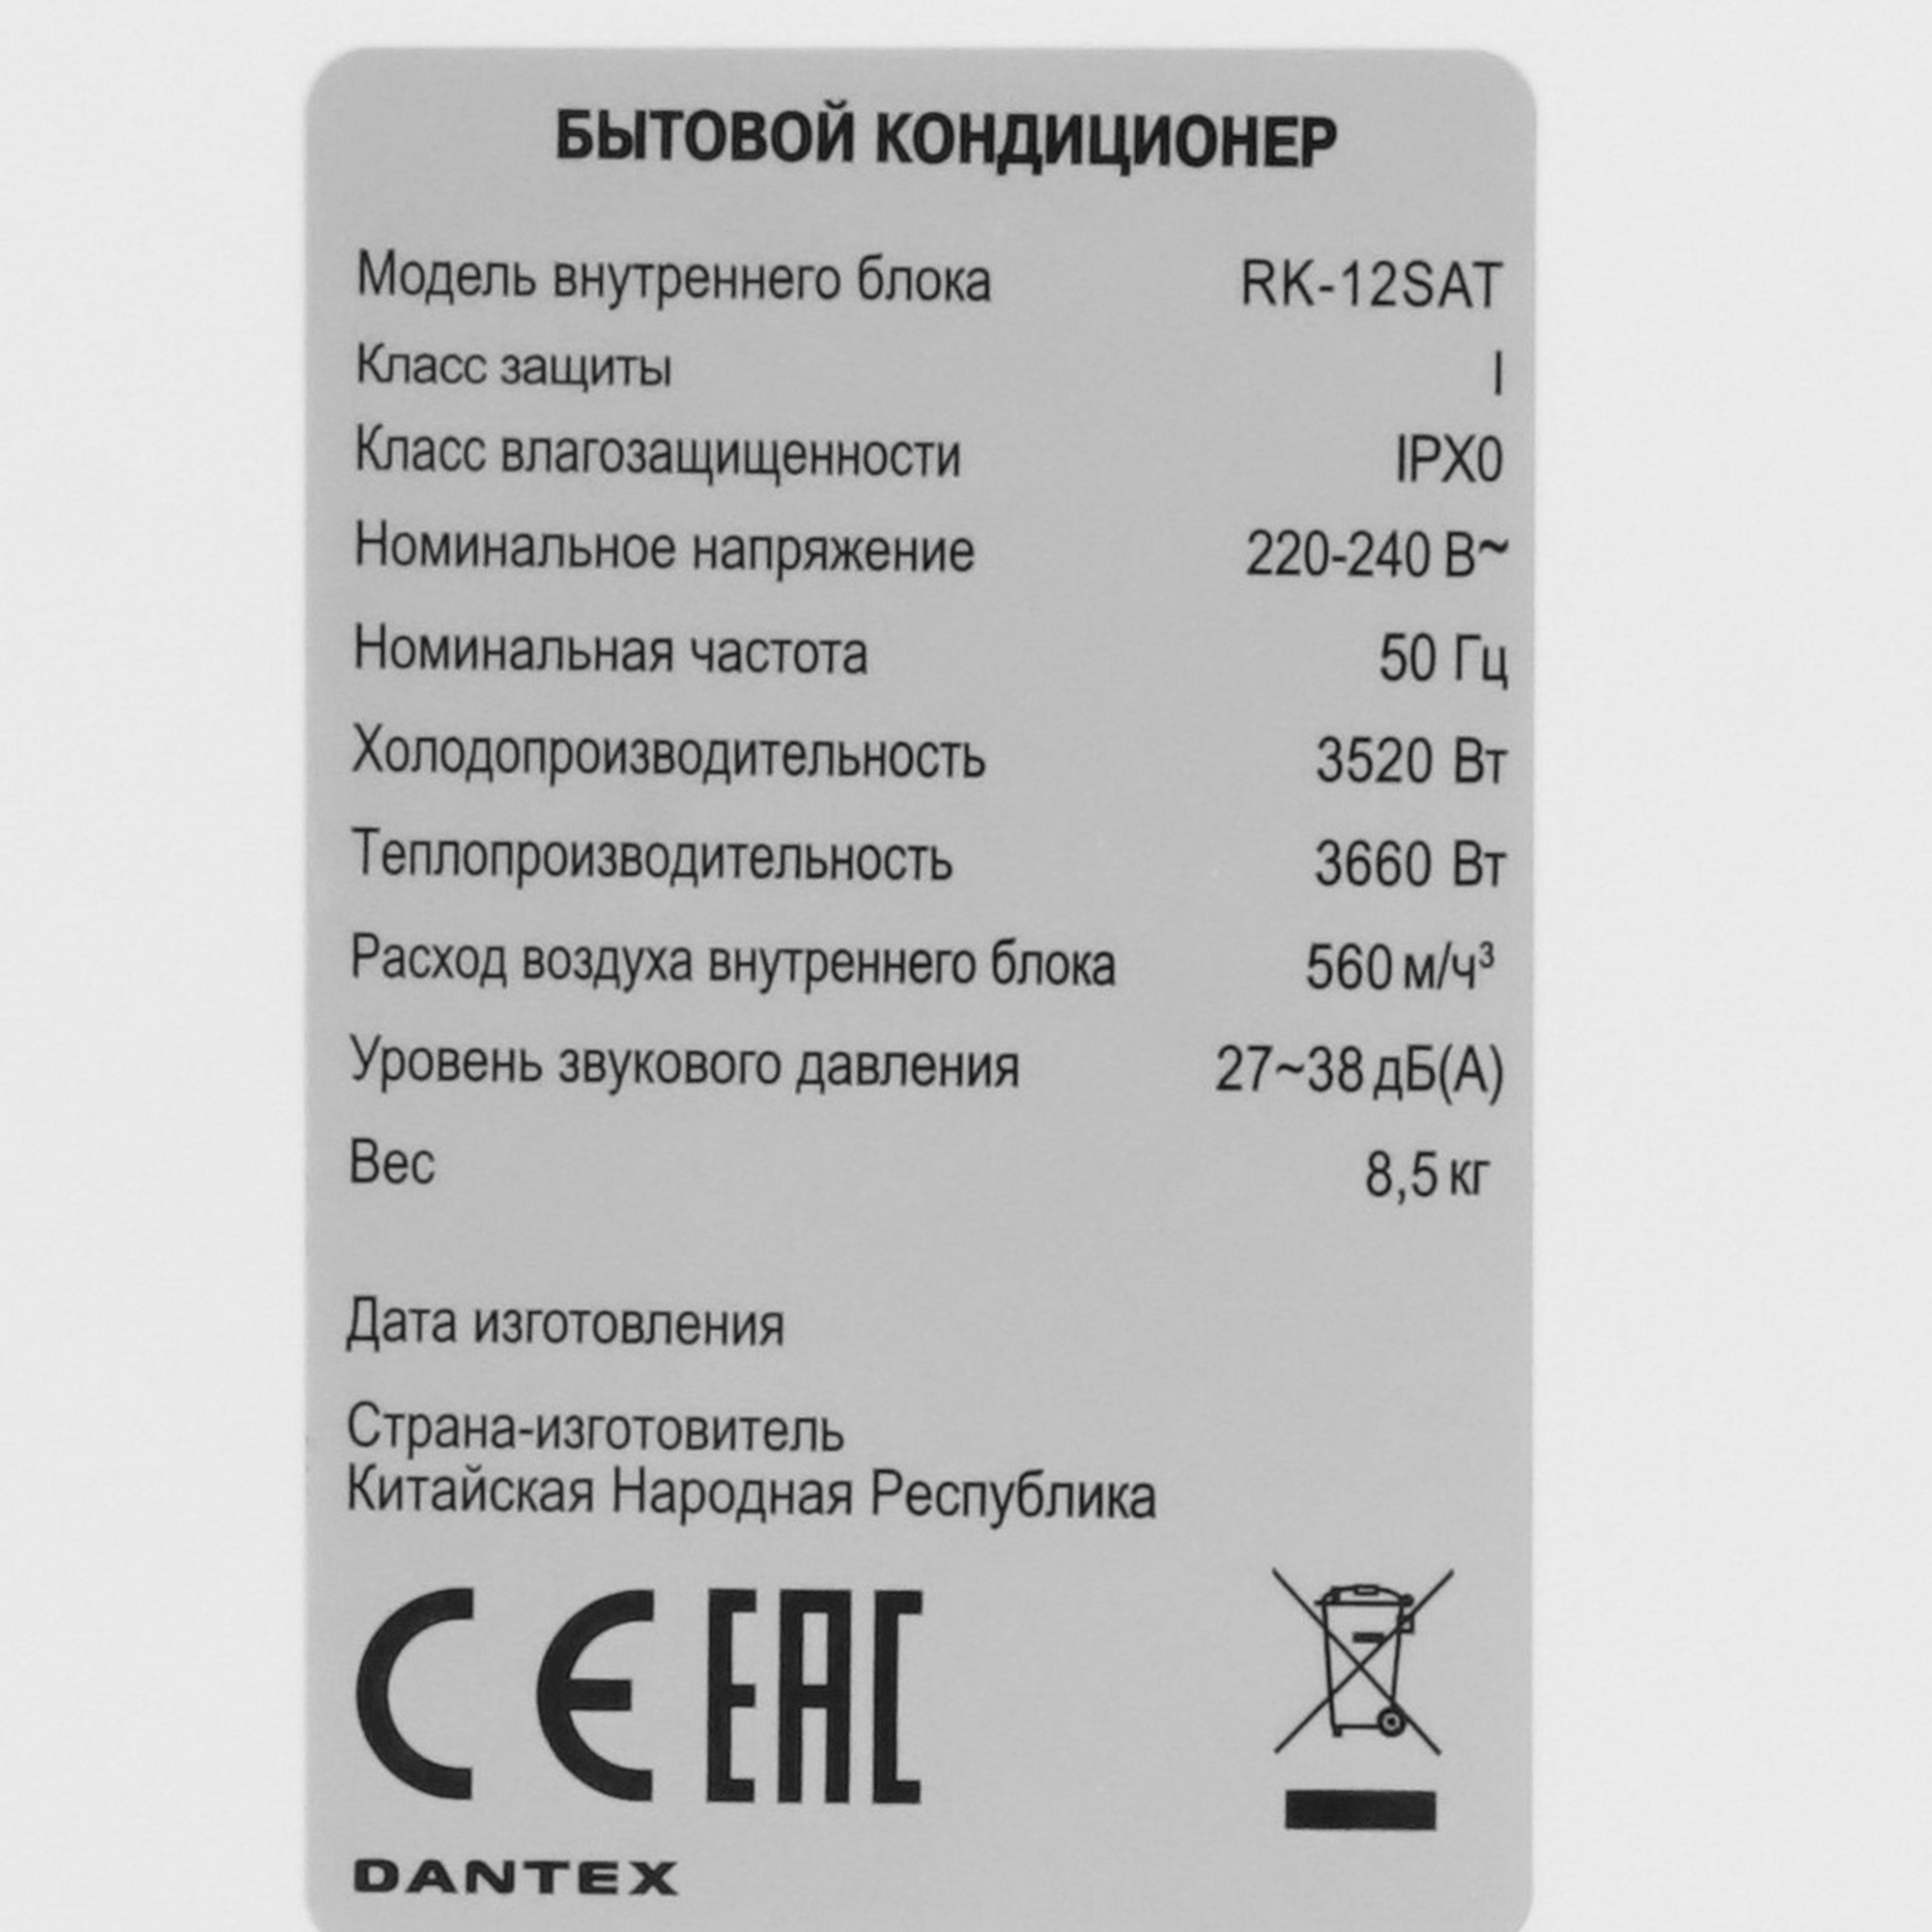 БЫТОВОЙ КОНДИЦИОНЕР
Модель внутреннего блока RK-12SAT
Класс защиты I
Класс влагозащищенности IPX0
Номинальное напряжение 220-240 В~
Номинальная частота 50 Гц
Холодопроизводительность 3520 Вт
Теплопроизводительность 3660 Вт
Расход воздуха внутреннего блока 560 м/ч³
Уровень звукового давления 27~38 дБ(А)
Вес 8,5 кг
Дата изготовления
Страна-изготовитель
Китайская Народная Республика
CE EAC
DANTEX